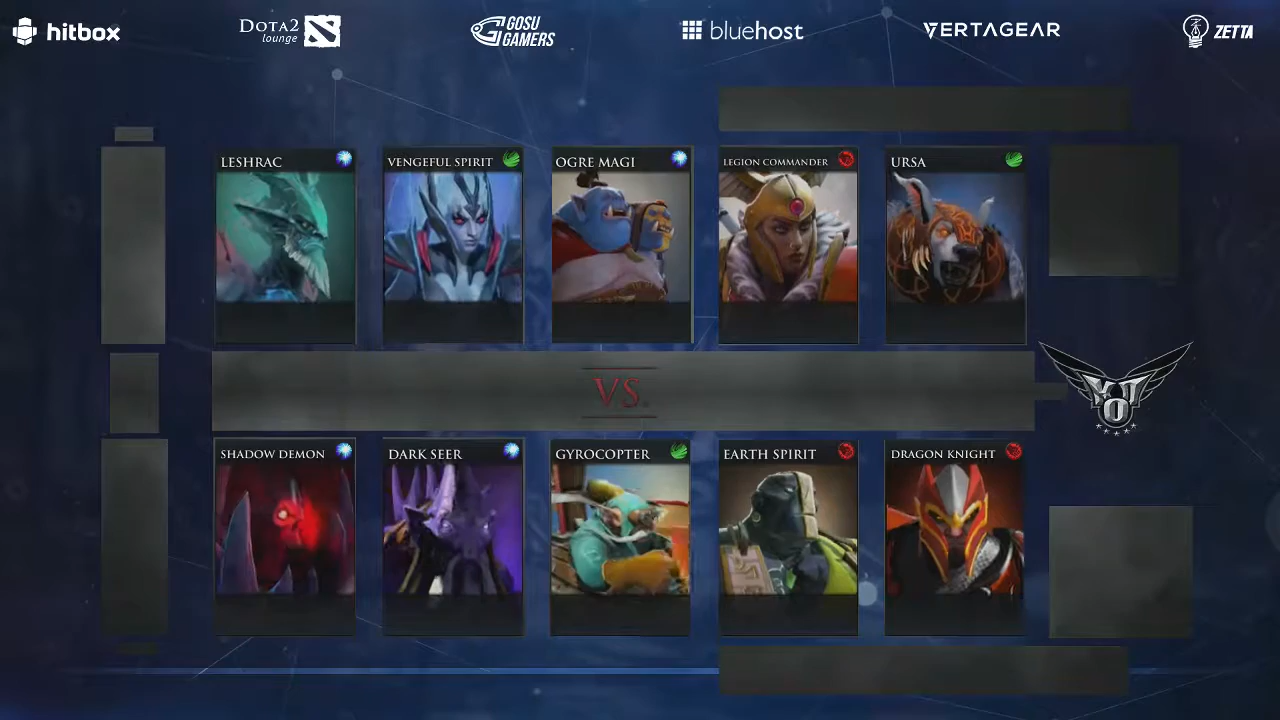 hitbox
DOTA2
lounge
GOSU
GAMERS
bluehost
VERTAGEAR
ZETTA
LESHRAC
VENGEFUL SPIRIT
OGRE MAGI
LEGION COMMANDER
URSA
VS.
MOT
SHADOW DEMON
DARK SEER
GYROCOPTER
EARTH SPIRIT
DRAGON KNIGHT